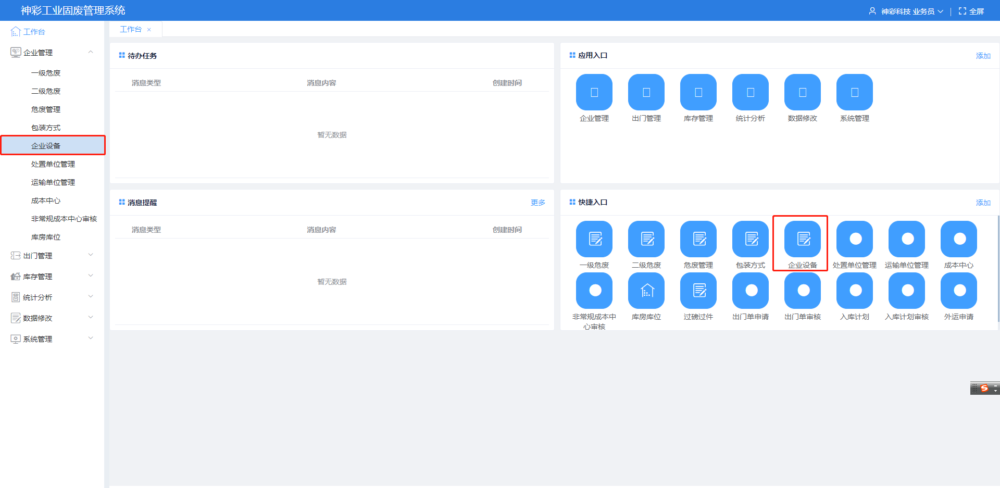 神彩工业固废管理系统
神彩科技 业务员
全屏
工作台
企业管理
一级危废
二级危废
危废管理
包装方式
企业设备
处置单位管理
运输单位管理
成本中心
非常规成本中心审核
库房库位
出门管理
库存管理
统计分析
数据修改
系统管理
工作台 ×
待办任务
消息类型 消息内容 创建时间
暂无数据
应用入口 添加
企业管理 出门管理 库存管理 统计分析 数据修改 系统管理
消息提醒 更多
消息类型 消息内容 创建时间
暂无数据
快捷入口 添加
一级危废 二级危废 危废管理 包装方式 企业设备 处置单位管理 运输单位管理 成本中心
非常规成本中 库房库位 过磅过件 出门单申请 出门单审核 入库计划 入库计划审核 外运申请
心审核
S